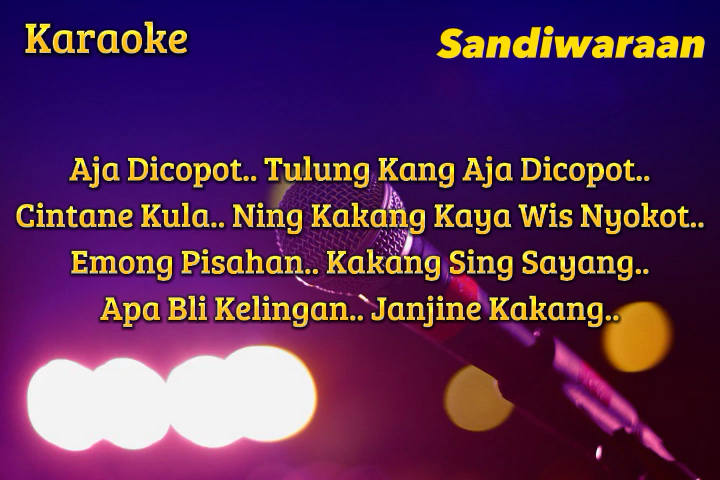 Karaoke
Sandiwaraan
Aja Dicopot.. Tulung Kang Aja Dicopot..
Cintane Kula.. Ning Kakang Kaya Wis Nyokot..
Emong Pisahan.. Kakang Sing Sayang..
Apa Bli Kelingan.. Janjine Kakang..